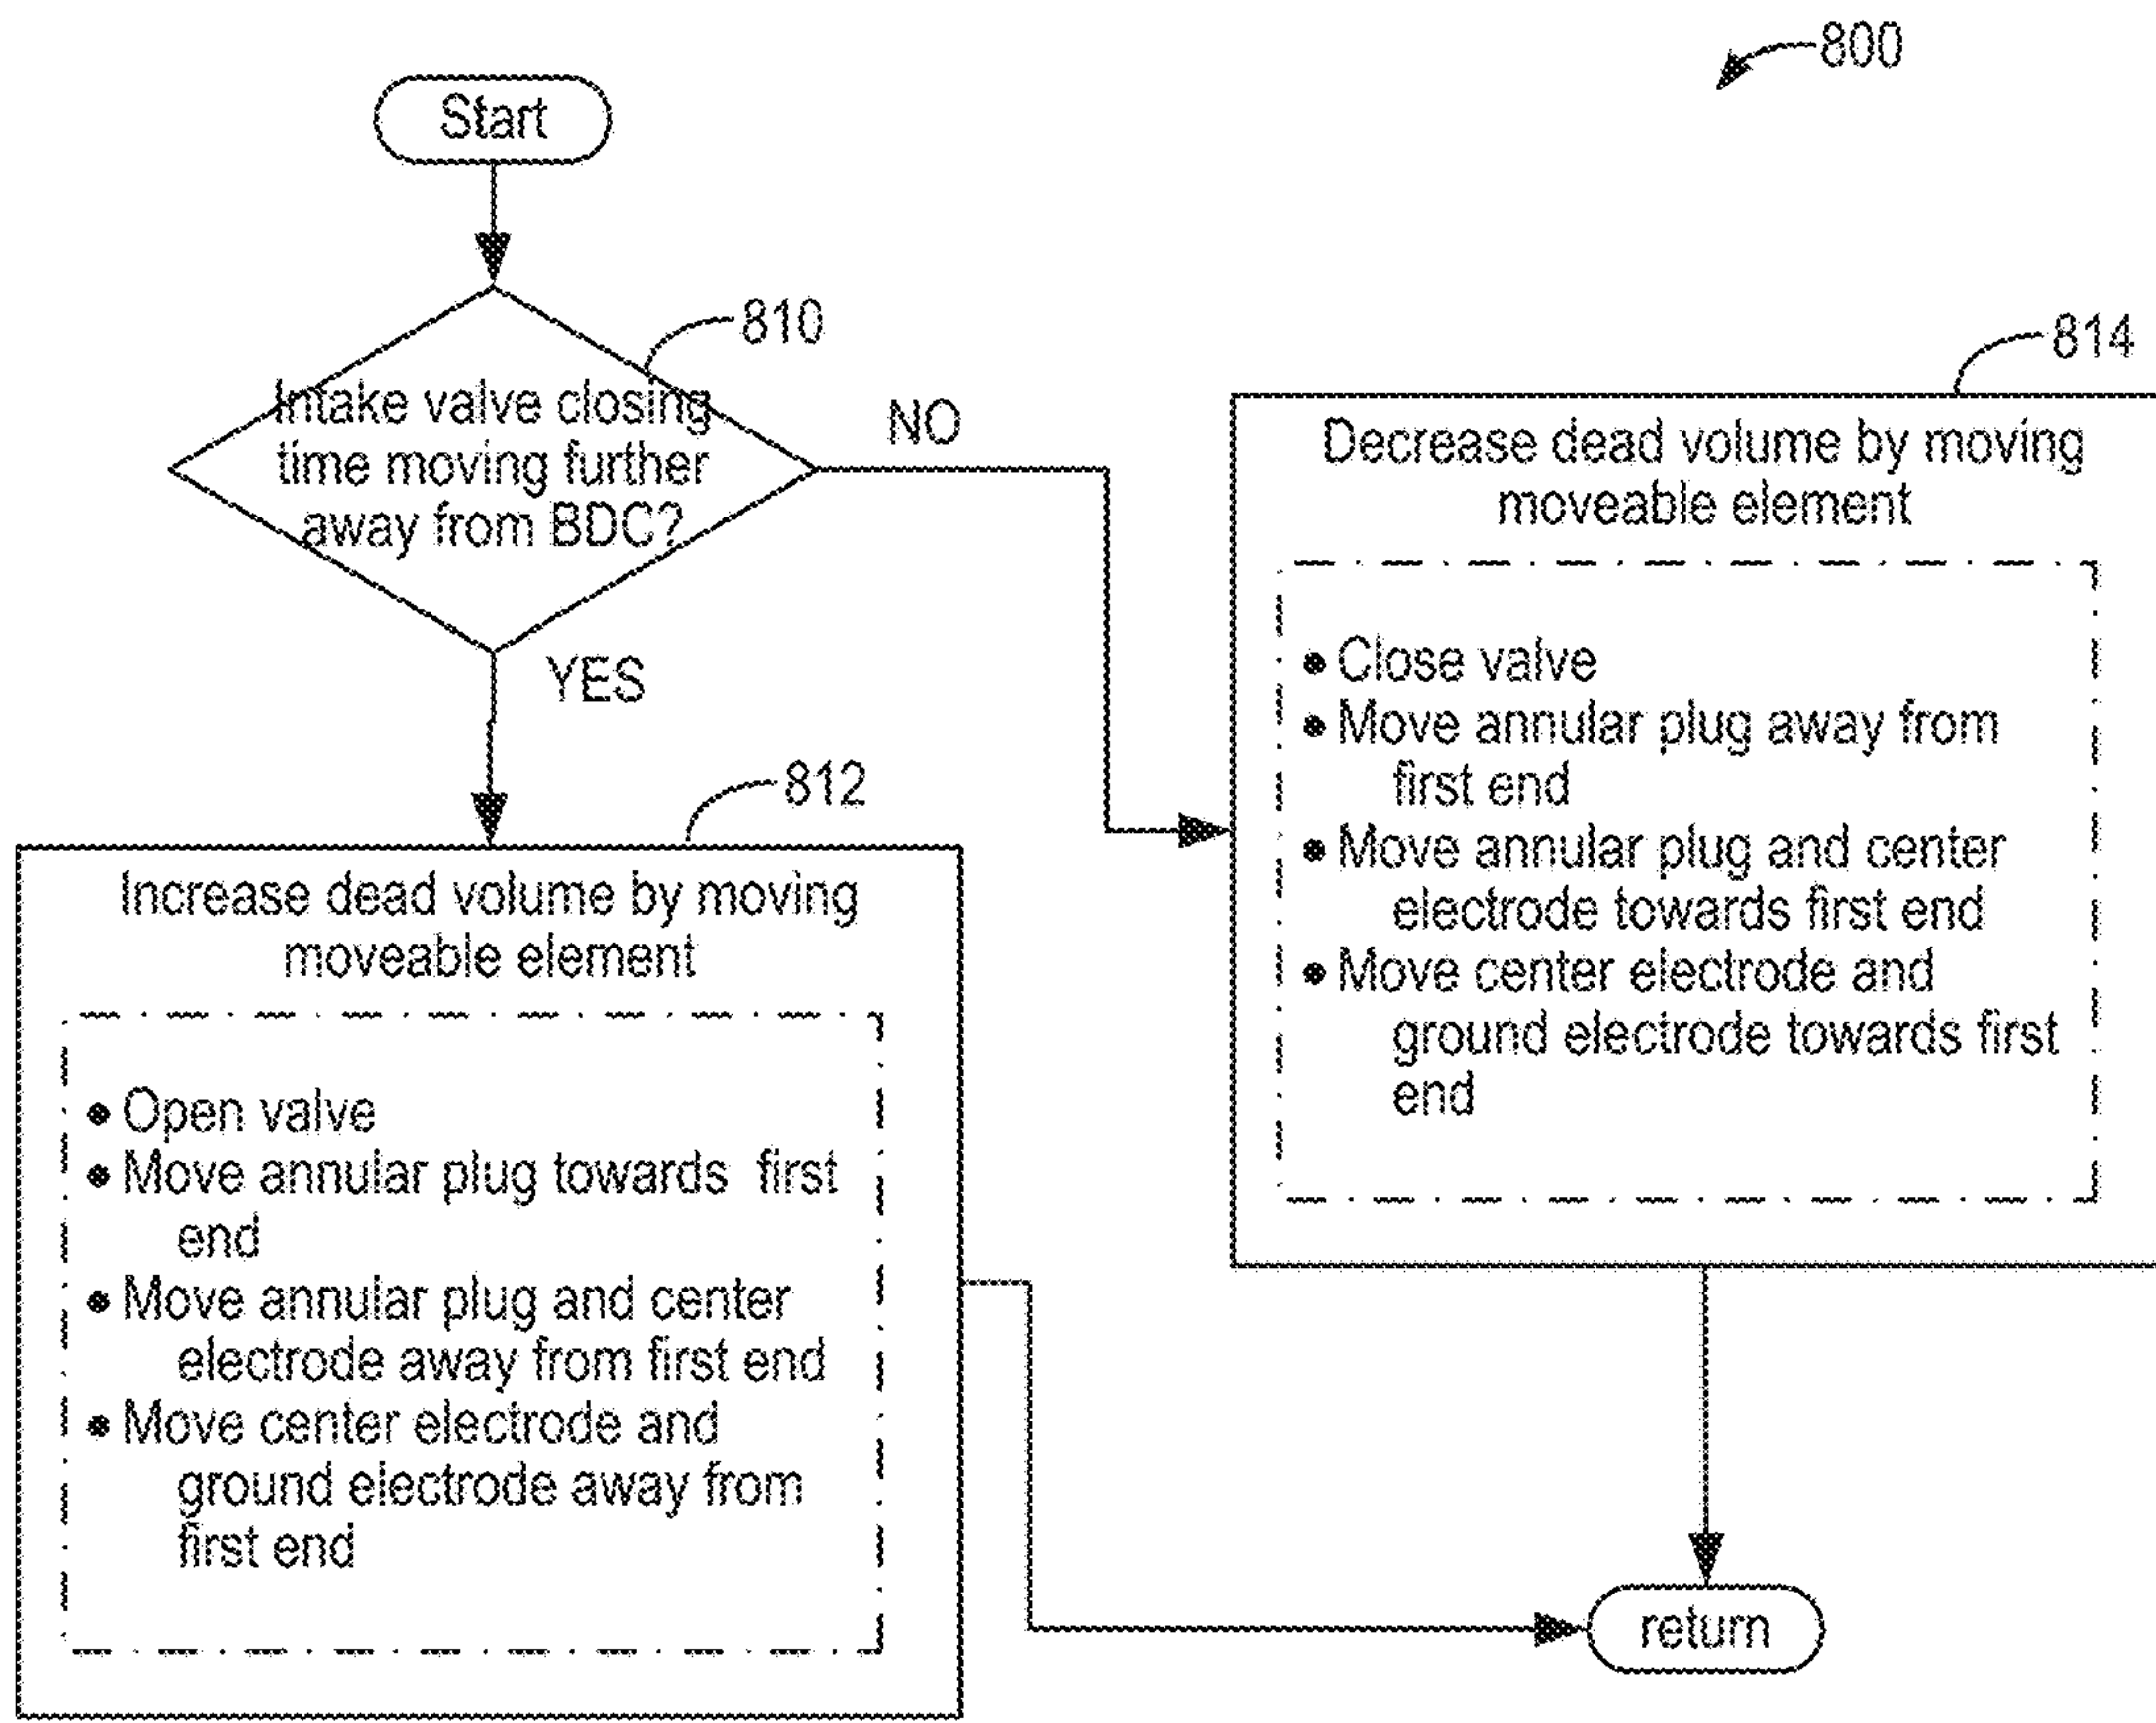 800
Start
810
Intake valve closing
time moving further
away from BDC?
NO
YES
812
Increase dead volume by moving
moveable element
• Open valve
• Move annular plug towards first
end
• Move annular plug and center
electrode away from first end
• Move center electrode and
ground electrode away from
first end
814
Decrease dead volume by moving
moveable element
• Close valve
• Move annular plug away from
first end
• Move annular plug and center
electrode towards first end
• Move center electrode and
ground electrode towards first
end
return